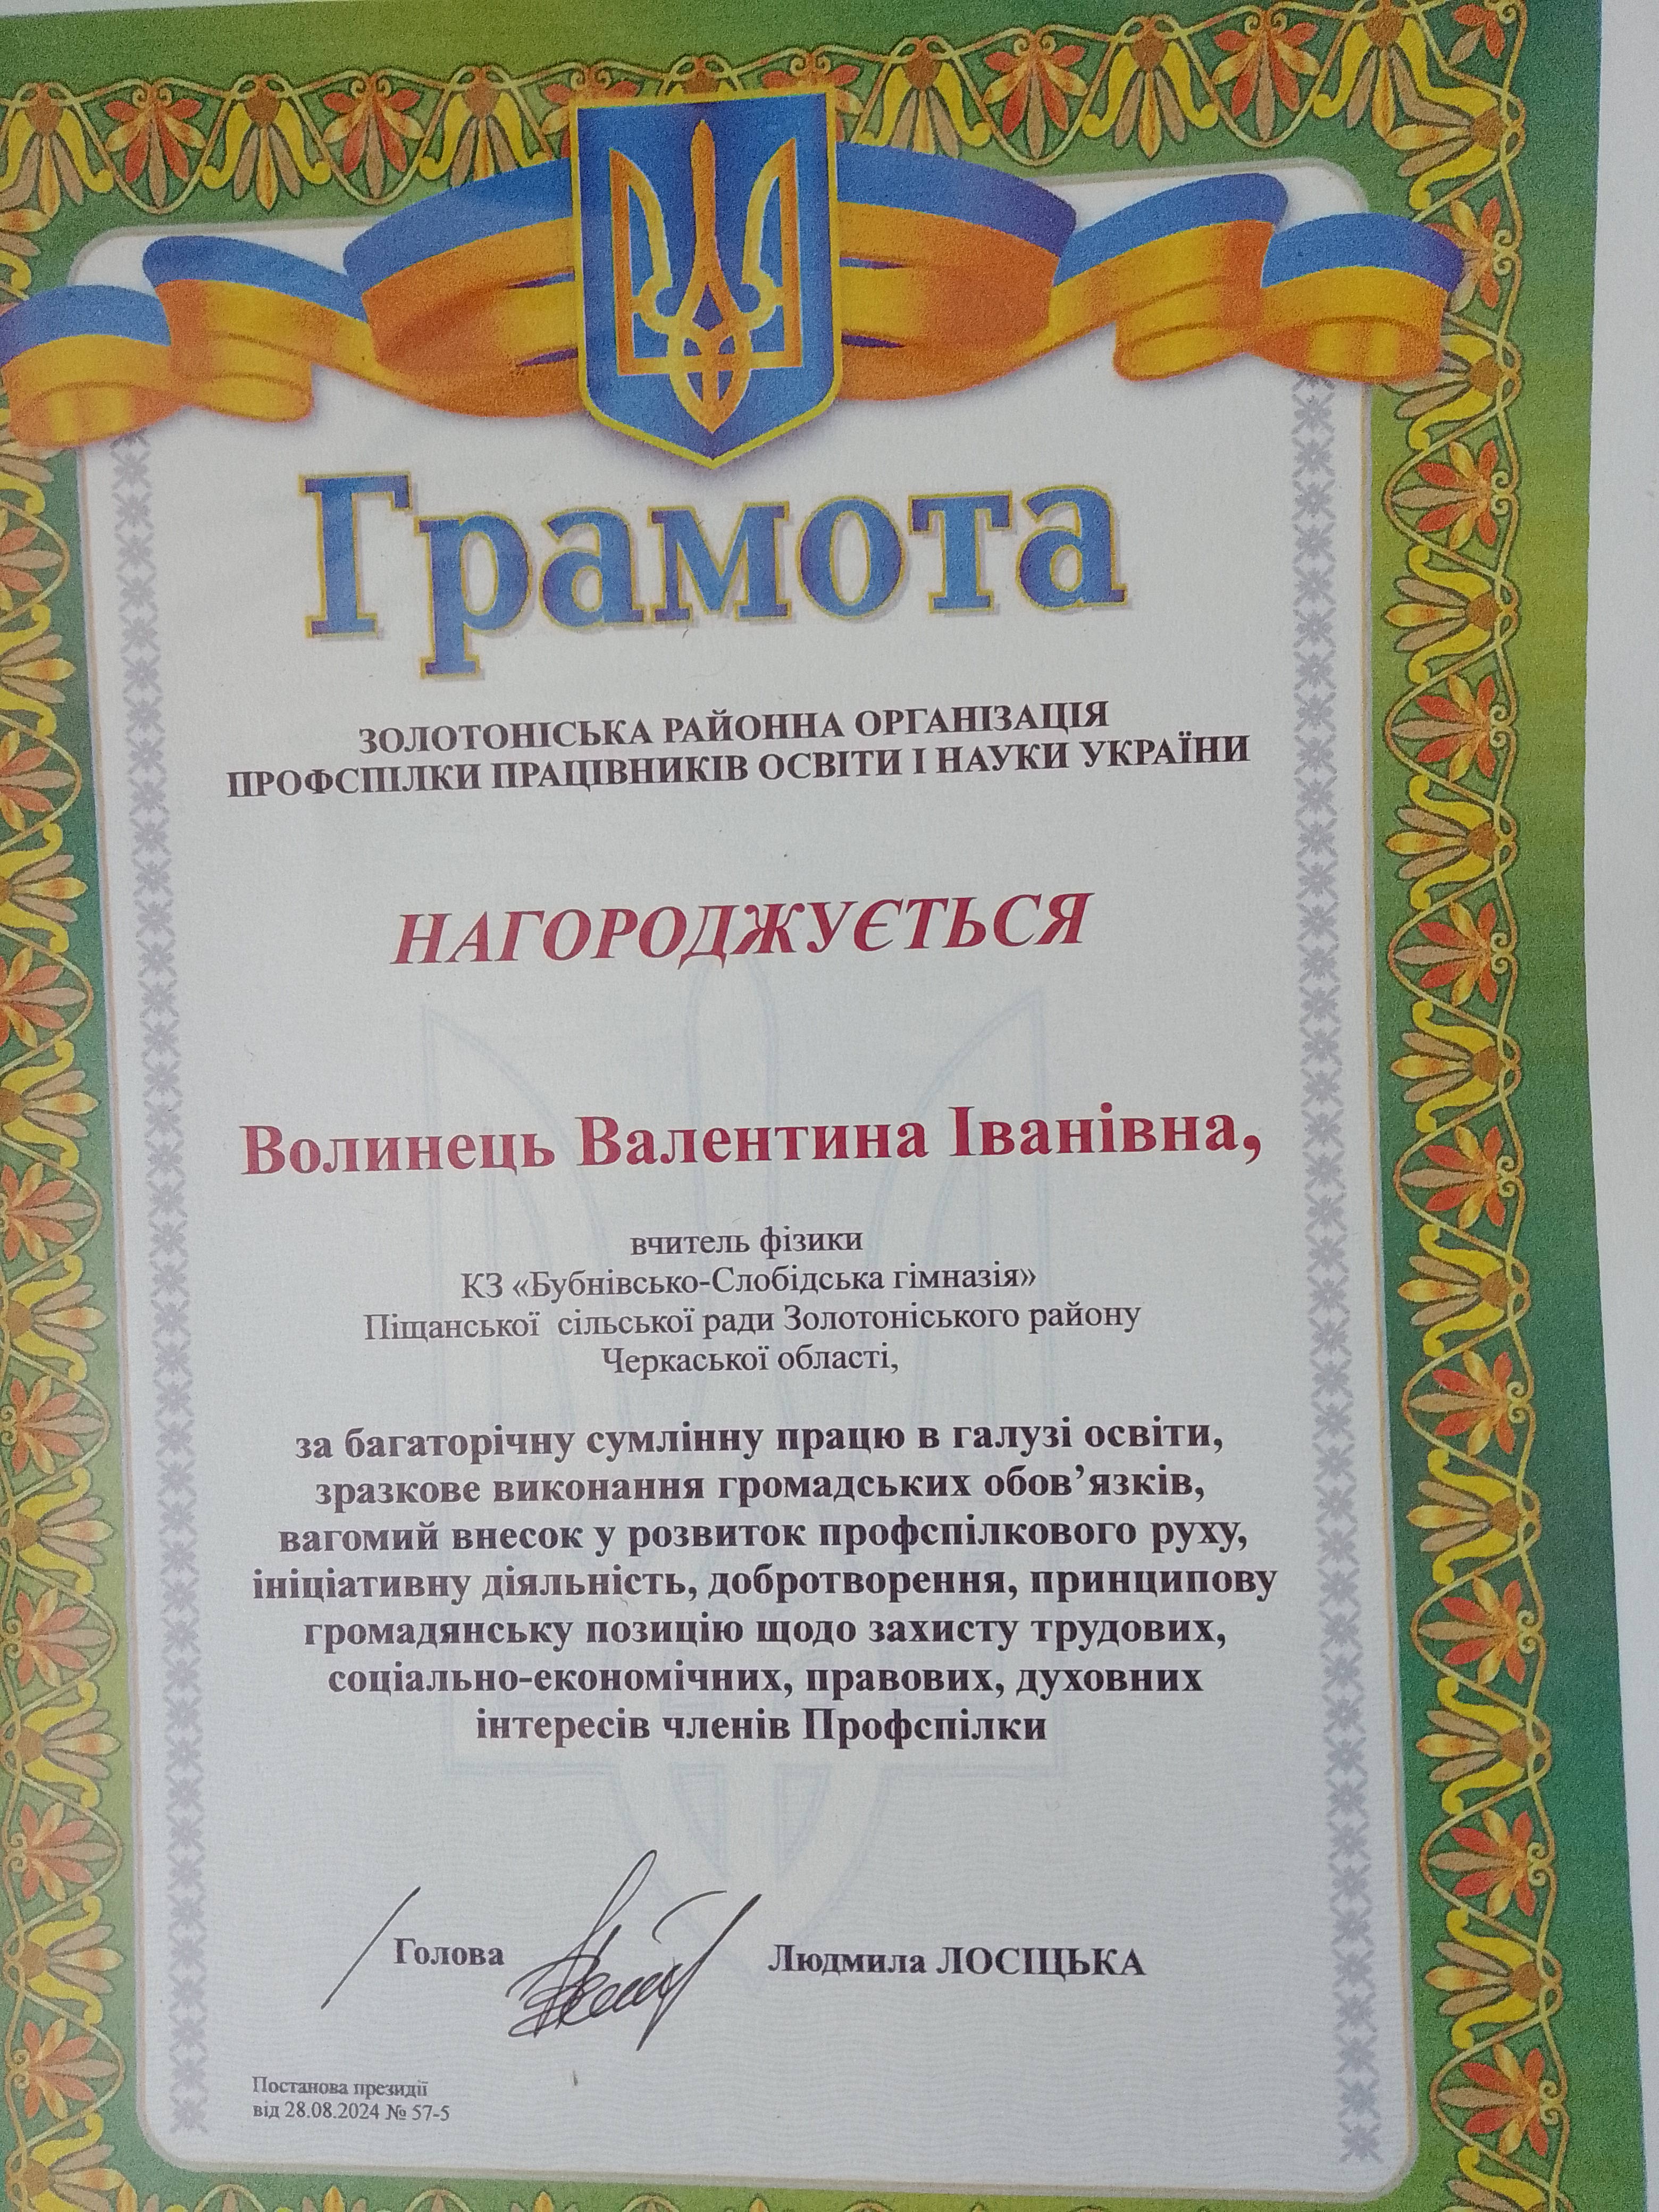 Грамота
ЗОЛОТОНІСЬКА РАЙОННА ОРГАНІЗАЦІЯ
ПРОФСПІЛКИ ПРАЦІВНИКІВ ОСВІТИ І НАУКИ УКРАЇНИ
НАГОРОДЖУЄТЬСЯ
Волинець Валентина Іванівна,
вчитель фізики
КЗ «Бубнівсько-Слобідська гімназія»
Піщанської сільської ради Золотоніського району
Черкаської області,
за багаторічну сумлінну працю в галузі освіти,
зразкове виконання громадських обов’язків,
вагомий внесок у розвиток профспілкового руху,
ініціативну діяльність, добротворення, принципову
громадянську позицію щодо захисту трудових,
соціально-економічних, правових, духовних
інтересів членів Профспілки
Голова Людмила ЛОСІЦЬКА
Постанова президії
від 28.08.2024 № 57-5